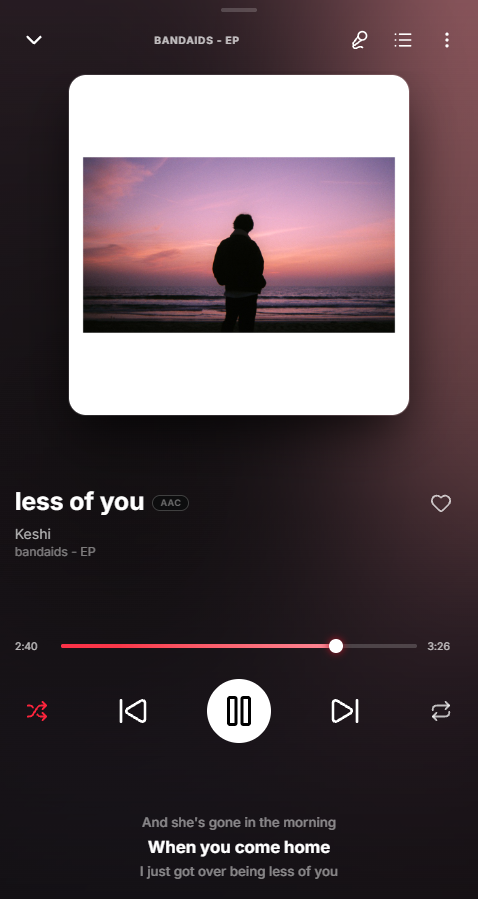 BANDAIDS - EP
less of you AAC
Keshi
bandaids - EP
2:40 3:26
And she's gone in the morning
When you come home
I just got over being less of you